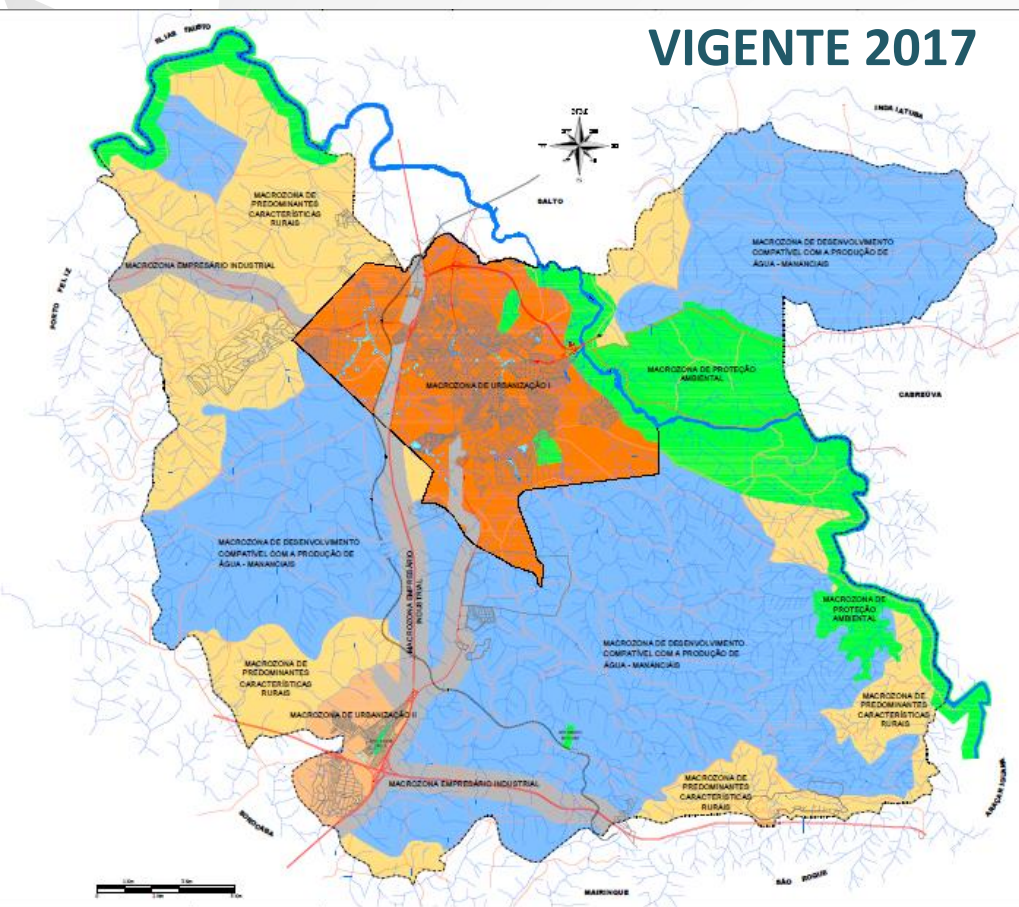 VIGENTE 2017
ELIAS FAUSTO
INDAIATUBA
SALTO
MACROZONA DE
PREDOMINANTES
CARACTERÍSTICAS
RURAIS
MACROZONA DE DESENVOLVIMENTO
COMPATÍVEL COM A PRODUÇÃO DE
ÁGUA - MANANCIAIS
MACROZONA EMPRESÁRIO INDUSTRIAL
PORTO FELIZ
MACROZONA DE PROTEÇÃO
AMBIENTAL
MACROZONA DE URBANIZAÇÃO I
CABREÚVA
MACROZONA DE DESENVOLVIMENTO
COMPATÍVEL COM A PRODUÇÃO DE
ÁGUA - MANANCIAIS
MACROZONA EMPRESÁRIO
INDUSTRIAL
MACROZONA DE
PROTEÇÃO
AMBIENTAL
MACROZONA DE DESENVOLVIMENTO
COMPATÍVEL COM A PRODUÇÃO DE
ÁGUA - MANANCIAIS
MACROZONA DE
PREDOMINANTES
CARACTERÍSTICAS
RURAIS
MACROZONA DE
PREDOMINANTES
CARACTERÍSTICAS
RURAIS
MACROZONA DE URBANIZAÇÃO II
MACROZONA EMPRESÁRIO INDUSTRIAL
MACROZONA DE
PREDOMINANTES
CARACTERÍSTICAS
RURAIS
ARAÇARIGUAMA
SOROCABA
SÃO ROQUE
MAIRINQUE